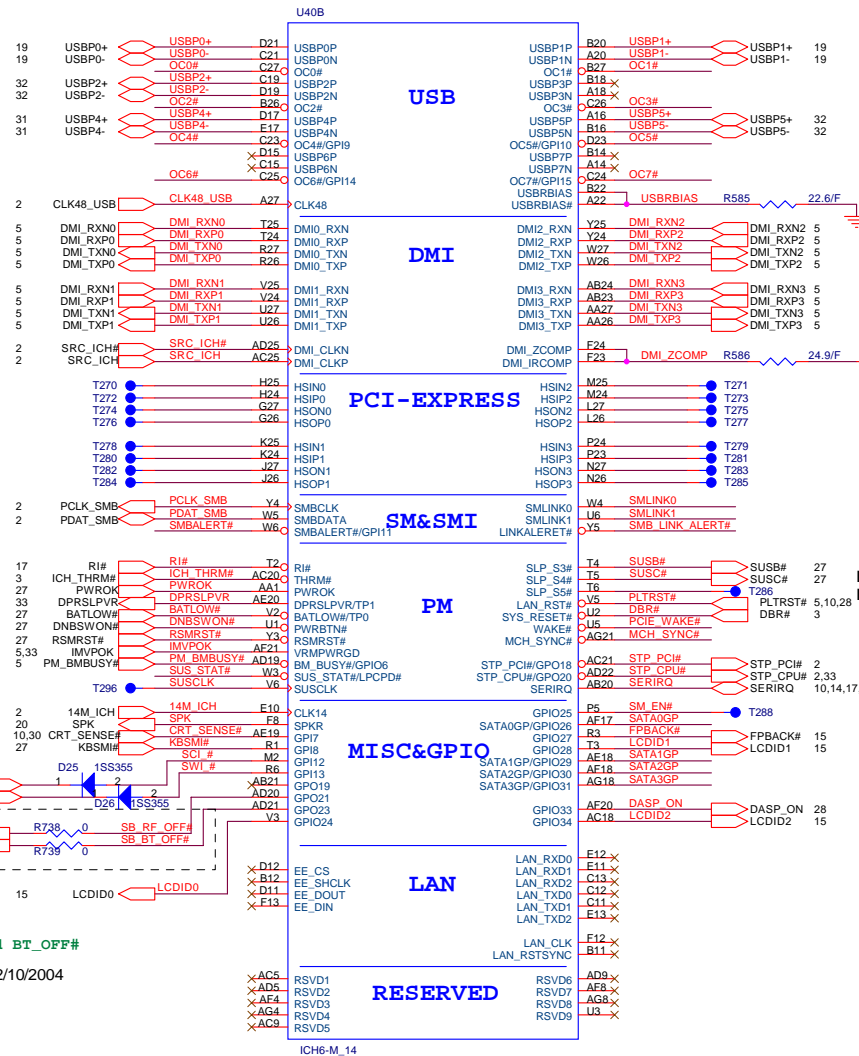 U40B
19 USBP0+ USBP0+ D21 USBP0P USBP1P B20 USBP1+ USBP1+ 19
19 USBP0- USBP0- C21 USBP0N USBP1N A20 USBP1- USBP1- 19
OC0# C27 OC0# OC1# B27 OC1#
32 USBP2+ USBP2+ C19 USBP2P USBP3P B18
32 USBP2- USBP2- D19 USBP2N USBP3N A18
OC2# B26 OC2# OC3# C26 OC3#
31 USBP4+ USBP4+ D17 USBP4P USBP5P A16 USBP5+ USBP5+ 32
31 USBP4- USBP4- E17 USBP4N USBP5N B16 USBP5- USBP5- 32
OC4# C23 OC4#/GPI9 OC5#/GPI10 D23 OC5#
D15 USBP6P USBP7P B14
C15 USBP6N USBP7N A14
OC6# C25 OC6#/GPI14 OC7#/GPI15 C24 OC7#
USB
USBRBIAS B22
2 CLK48_USB CLK48_USB A27 CLK48 USBRBIAS# A22 USBRBIAS R585 22.6/F
DMI
5 DMI_RXN0 DMI_RXN0 T25 DMI0_RXN DMI2_RXN Y25 DMI_RXN2 DMI_RXN2 5
5 DMI_RXP0 DMI_RXP0 T24 DMI0_RXP DMI2_RXP Y24 DMI_RXP2 DMI_RXP2 5
5 DMI_TXN0 DMI_TXN0 R27 DMI0_TXN DMI2_TXN W27 DMI_TXN2 DMI_TXN2 5
5 DMI_TXP0 DMI_TXP0 R26 DMI0_TXP DMI2_TXP W26 DMI_TXP2 DMI_TXP2 5
5 DMI_RXN1 DMI_RXN1 V25 DMI1_RXN DMI3_RXN AB24 DMI_RXN3 DMI_RXN3 5
5 DMI_RXP1 DMI_RXP1 V24 DMI1_RXP DMI3_RXP AB23 DMI_RXP3 DMI_RXP3 5
5 DMI_TXN1 DMI_TXN1 U27 DMI1_TXN DMI3_TXN AA27 DMI_TXN3 DMI_TXN3 5
5 DMI_TXP1 DMI_TXP1 U26 DMI1_TXP DMI3_TXP AA26 DMI_TXP3 DMI_TXP3 5
2 SRC_ICH# SRC_ICH# AD25 DMI_CLKN DMI_ZCOMP F24
2 SRC_ICH SRC_ICH AC25 DMI_CLKP DMI_IRCOMP F23 DMI_ZCOMP R586 24.9/F
PCI-EXPRESS
T270 H25 HSIN0 HSIN2 M25 T271
T272 H24 HSIP0 HSIP2 M24 T273
T274 G27 HSON0 HSON2 L27 T275
T276 G26 HSOP0 HSOP2 L26 T277
T278 K25 HSIN1 HSIN3 P24 T279
T280 K24 HSIP1 HSIP3 P23 T281
T282 J27 HSON1 HSON3 N27 T283
T284 J26 HSOP1 HSOP3 N26 T285
2 PCLK_SMB PCLK_SMB Y4 SMBCLK SMLINK0 W4 SMLINK0
2 PDAT_SMB PDAT_SMB W5 SMBDATA SMLINK1 U6 SMLINK1
SMBALERT# W6 SMBALERT#/GPI11 LINKALERET# Y5 SMB_LINK_ALERT#
SM&SMI
17 RI# RI# T2 RI# SLP_S3# T4 SUSB# SUSB# 27
3 ICH_THRM# ICH_THRM# AC20 THRM# SLP_S4# T5 SUSC# SUSC# 27
27 PWROK PWROK AA1 PWROK SLP_S5# T6 T286
33 DPRSLPVR DPRSLPVR AE20 DPRSLPVR/TP1 LAN_RST# V5 PLTRST# PLTRST# 5,10,28
27 BATLOW# BATLOW# V2 BATLOW#/TP0 SYS_RESET# U2 DBR# DBR# 3
27 DNBSWON# DNBSWON# U1 PWRBTN# WAKE# U5 PCIE_WAKE#
27 RSMRST# RSMRST# Y3 RSMRST# MCH_SYNC# AG21 MCH_SYNC#
5,33 IMVPOK IMVPOK AF21 VRMPWRGD
5 PM_BMBUSY# PM_BMBUSY# AD19 BM_BUSY#/GPIO6 STP_PCI#/GPO18 AC21 STP_PCI# STP_PCI# 2
SUS_STAT# W3 SUS_STAT#/LPCPD# STP_CPU#/GPO20 AD22 STP_CPU# STP_CPU# 2,33
T296 SUSCLK V6 SUSCLK SERIRQ AB20 SERIRQ SERIRQ 10,14,17
PM
2 14M_ICH 14M_ICH E10 CLK14 GPIO25 P5 SM_EN# T288
20 SPK SPK F8 SPKR SATA0GP/GPIO26 AF17 SATA0GP
10,30 CRT_SENSE# CRT_SENSE# AE19 GPI7 GPIO27 R3 FPBACK# FPBACK# 15
27 KBSMI# KBSMI# R1 GPI8 GPIO28 T3 LCDID1 LCDID1 15
SCI_# M2 GPI12 SATA1GP/GPIO29 AE18 SATA1GP
SWI_# R6 GPI13 SATA2GP/GPIO30 AF18 SATA2GP
AB21 GPO19 SATA3GP/GPIO31 AG18 SATA3GP
AD20 GPO21
AD21 GPO23 GPIO33 AF20 DASP_ON DASP_ON 28
V3 GPIO24 GPIO34 AC18 LCDID2 LCDID2 15
MISC&GPIO
D25 1SS355
1 2
D26 1SS355
1 2
R738 0 SB_RF_OFF#
R739 0 SB_BT_OFF#
15 LCDID0 LCDID0
LAN
LAN_RXD0 E12
D12 EE_CS LAN_RXD1 E11
B12 EE_SHCLK LAN_RXD2 C13
D11 EE_DOUT LAN_TXD0 C12
F13 EE_DIN LAN_TXD1 C11
LAN_TXD2 E13
LAN_CLK F12
LAN_RSTSYNC B11
BT_OFF#
2/10/2004
RESERVED
AC5 RSVD1 RSVD6 AD9
AD5 RSVD2 RSVD7 AF8
AF4 RSVD3 RSVD8 AG8
AG4 RSVD4 RSVD9 U3
AC9 RSVD5
ICH6-M_14